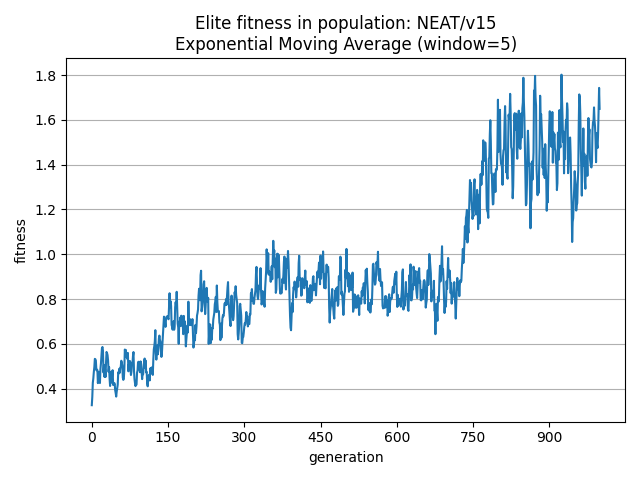 Elite fitness in population: NEAT/v15
Exponential Moving Average (window=5)
1.8
1.6
1.4
1.2
1.0
0.8
0.6
0.4
fitness
0 150 300 450 600 750 900
generation